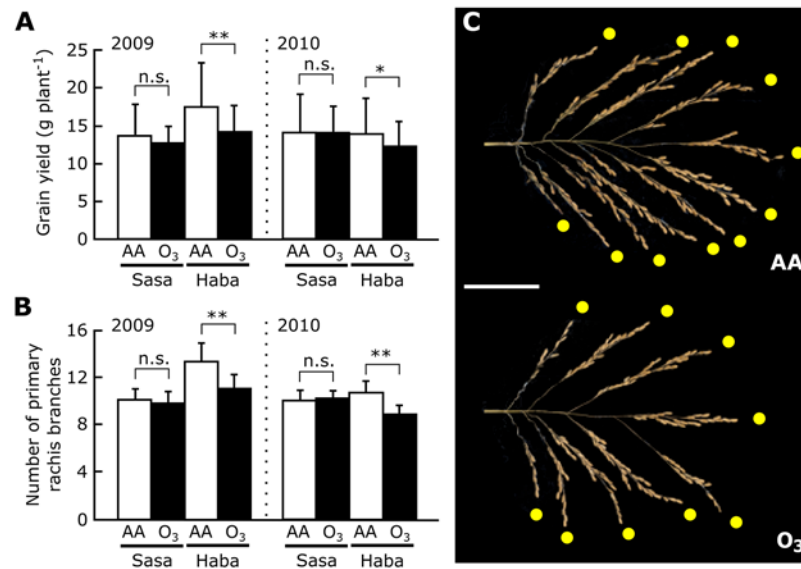 A
2009
2010
Grain yield (g plant⁻¹)
25
20
15
10
5
0
n.s.
**
n.s.
*
AA O₃ AA O₃ AA O₃ AA O₃
Sasa Haba Sasa Haba
B
2009
2010
Number of primary
rachis branches
16
12
8
4
0
n.s.
**
n.s.
**
AA O₃ AA O₃ AA O₃ AA O₃
Sasa Haba Sasa Haba
C
AA
O₃